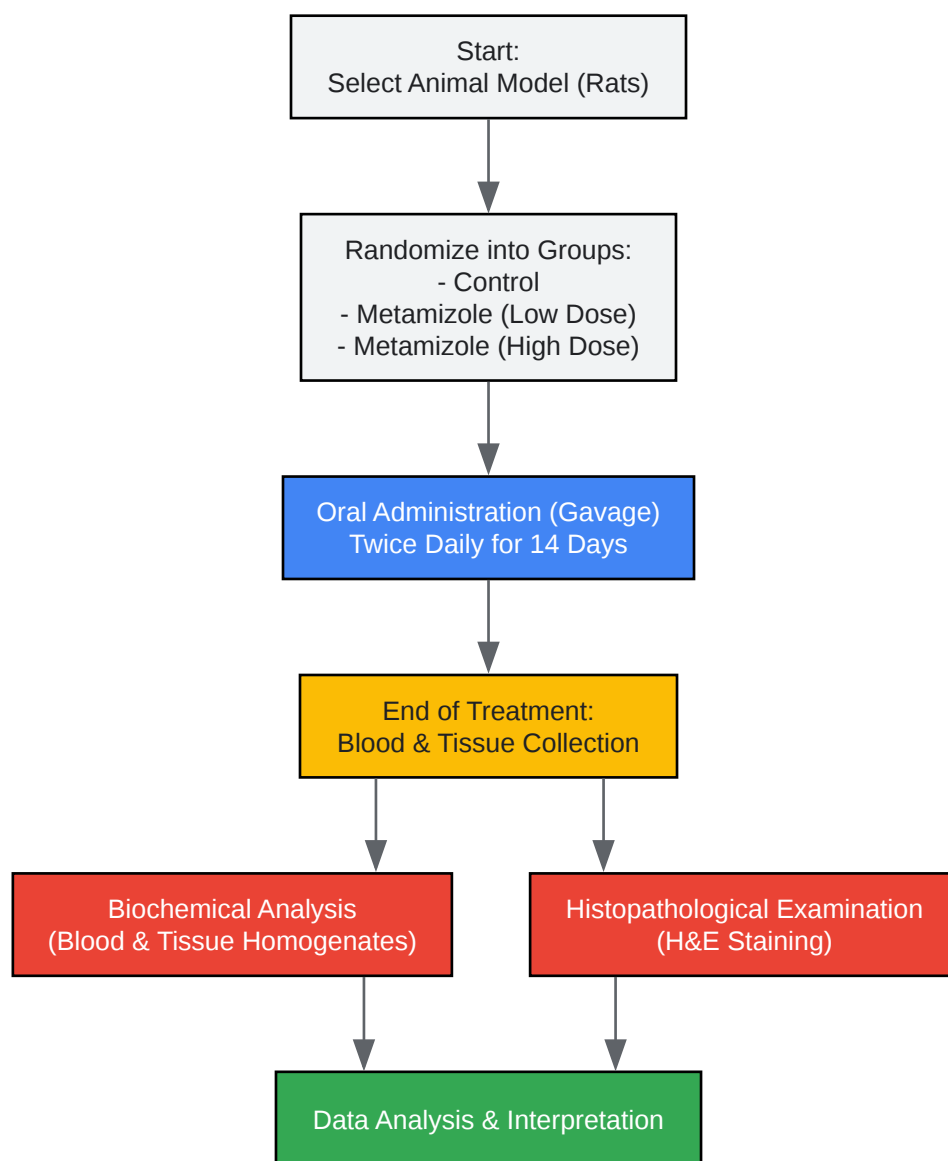 Start:
Select Animal Model (Rats)
Randomize into Groups:
- Control
- Metamizole (Low Dose)
- Metamizole (High Dose)
Oral Administration (Gavage)
Twice Daily for 14 Days
End of Treatment:
Blood & Tissue Collection
Biochemical Analysis
(Blood & Tissue Homogenates)
Histopathological Examination
(H&E Staining)
Data Analysis & Interpretation